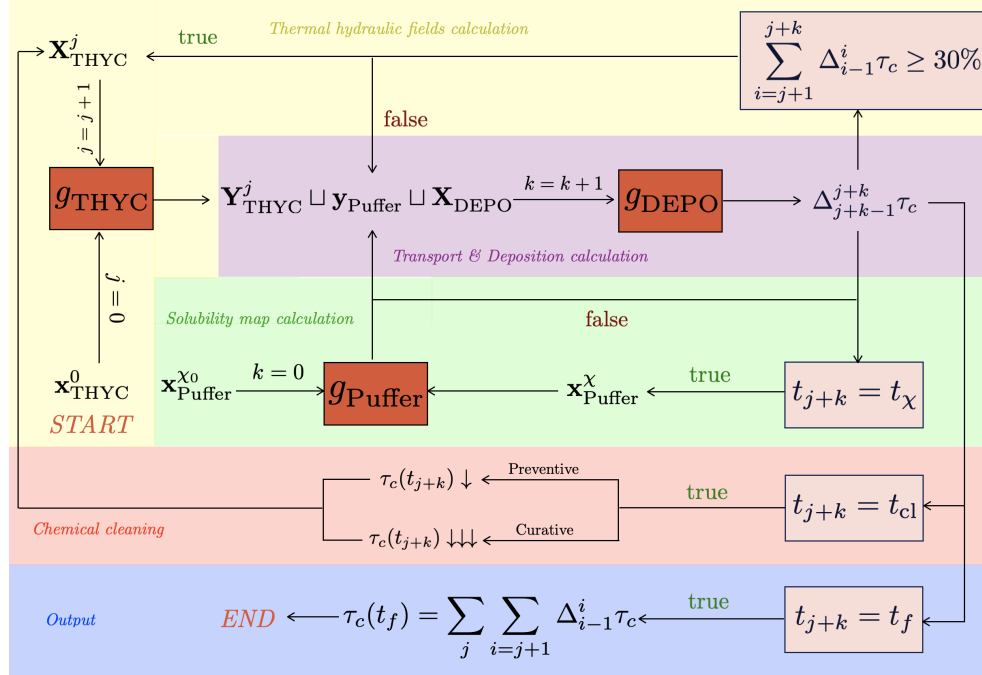 Thermal hydraulic fields calculation
true
X^j_THYC
∑_{i=j+1}^{j+k} Δ^i_{i−1} τ_c ≥ 30%
j = j + 1
false
g_THYC
Y^j_THYC ⊔ y_Puffer ⊔ X_DEPO
k = k + 1
g_DEPO
Δ^{j+k}_{j+k−1} τ_c
Transport & Deposition calculation
j = 0
Solubility map calculation
false
x^0_THYC
START
x^{χ_0}_Puffer
k = 0
g_Puffer
x^χ_Puffer
true
t_{j+k} = t_χ
Chemical cleaning
τ_c(t_{j+k}) ↓
Preventive
τ_c(t_{j+k}) ↓↓↓
Curative
true
t_{j+k} = t_cl
Output
END
τ_c(t_f) = ∑_j ∑_{i=j+1} Δ^i_{i−1} τ_c
true
t_{j+k} = t_f